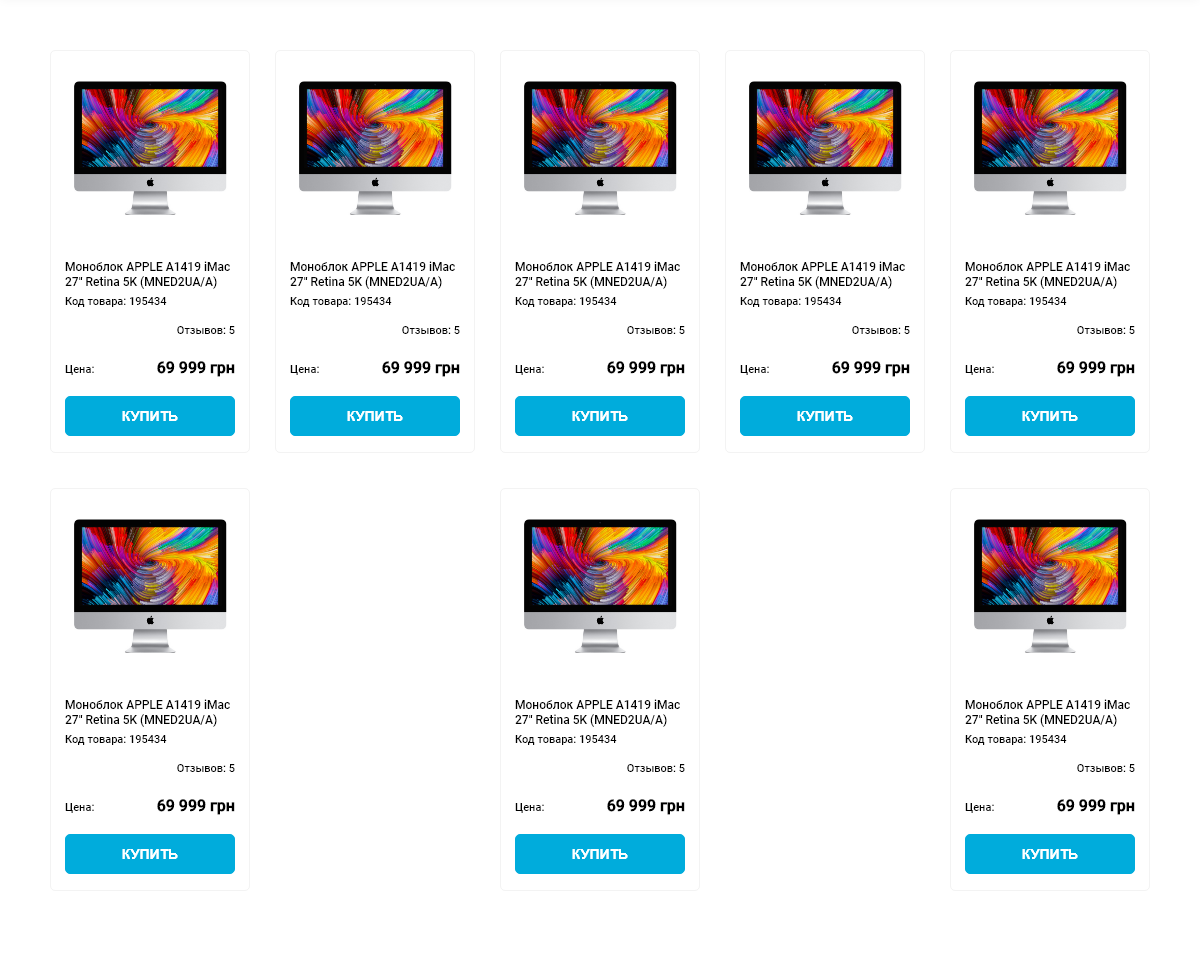 Моноблок APPLE A1419 iMac
27" Retina 5K (MNED2UA/A)
Код товара: 195434
Отзывов: 5
Цена: 69 999 грн
КУПИТЬ
Моноблок APPLE A1419 iMac
27" Retina 5K (MNED2UA/A)
Код товара: 195434
Отзывов: 5
Цена: 69 999 грн
КУПИТЬ
Моноблок APPLE A1419 iMac
27" Retina 5K (MNED2UA/A)
Код товара: 195434
Отзывов: 5
Цена: 69 999 грн
КУПИТЬ
Моноблок APPLE A1419 iMac
27" Retina 5K (MNED2UA/A)
Код товара: 195434
Отзывов: 5
Цена: 69 999 грн
КУПИТЬ
Моноблок APPLE A1419 iMac
27" Retina 5K (MNED2UA/A)
Код товара: 195434
Отзывов: 5
Цена: 69 999 грн
КУПИТЬ
Моноблок APPLE A1419 iMac
27" Retina 5K (MNED2UA/A)
Код товара: 195434
Отзывов: 5
Цена: 69 999 грн
КУПИТЬ
Моноблок APPLE A1419 iMac
27" Retina 5K (MNED2UA/A)
Код товара: 195434
Отзывов: 5
Цена: 69 999 грн
КУПИТЬ
Моноблок APPLE A1419 iMac
27" Retina 5K (MNED2UA/A)
Код товара: 195434
Отзывов: 5
Цена: 69 999 грн
КУПИТЬ